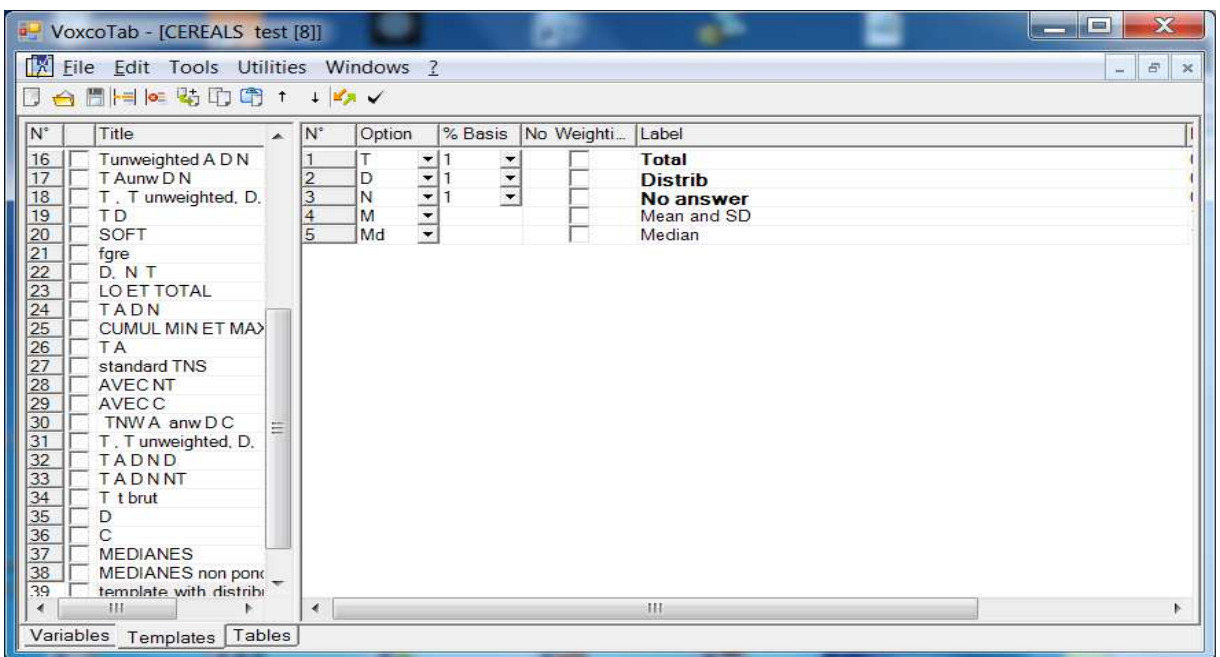 VoxcoTab - [CEREALS test [8]]
File Edit Tools Utilities Windows ?
N° Title
16 Tunweighted A D N
17 T Aunw D N
18 T , T unweighted, D,
19 T D
20 SOFT
21 fgre
22 D, N T
23 LO ET TOTAL
24 T A D N
25 CUMUL MIN ET MAX
26 T A
27 standard TNS
28 AVEC NT
29 AVEC C
30 TNW A anw D C
31 T , T unweighted, D,
32 T A D N D
33 T A D N NT
34 T t brut
35 D
36 C
37 MEDIANES
38 MEDIANES non pon
39 template with distrib
N° Option % Basis No Weighti... Label
1 T 1 Total
2 D 1 Distrib
3 N 1 No answer
4 M Mean and SD
5 Md Median
Variables Templates Tables